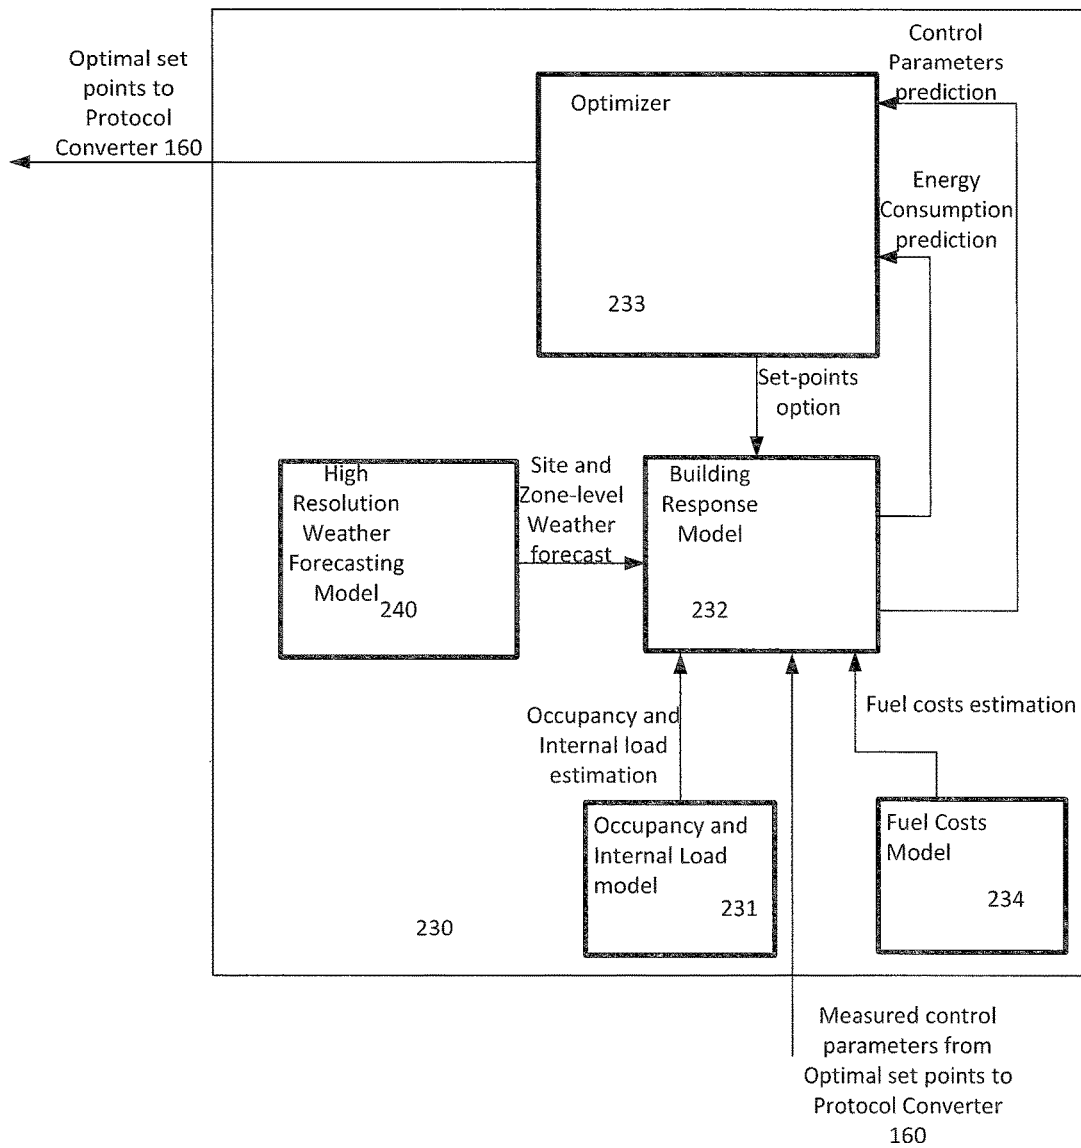 Optimal set
points to
Protocol
Converter 160
Control
Parameters
prediction
Optimizer
233
Energy
Consumption
prediction
Set-points
option
High
Resolution
Weather
Forecasting
Model
240
Site and
Zone-level
Weather
forecast
Building
Response
Model
232
Occupancy and
Internal load
estimation
Fuel costs estimation
Occupancy and
Internal Load
model
231
Fuel Costs
Model
234
230
Measured control
parameters from
Optimal set points to
Protocol Converter
160